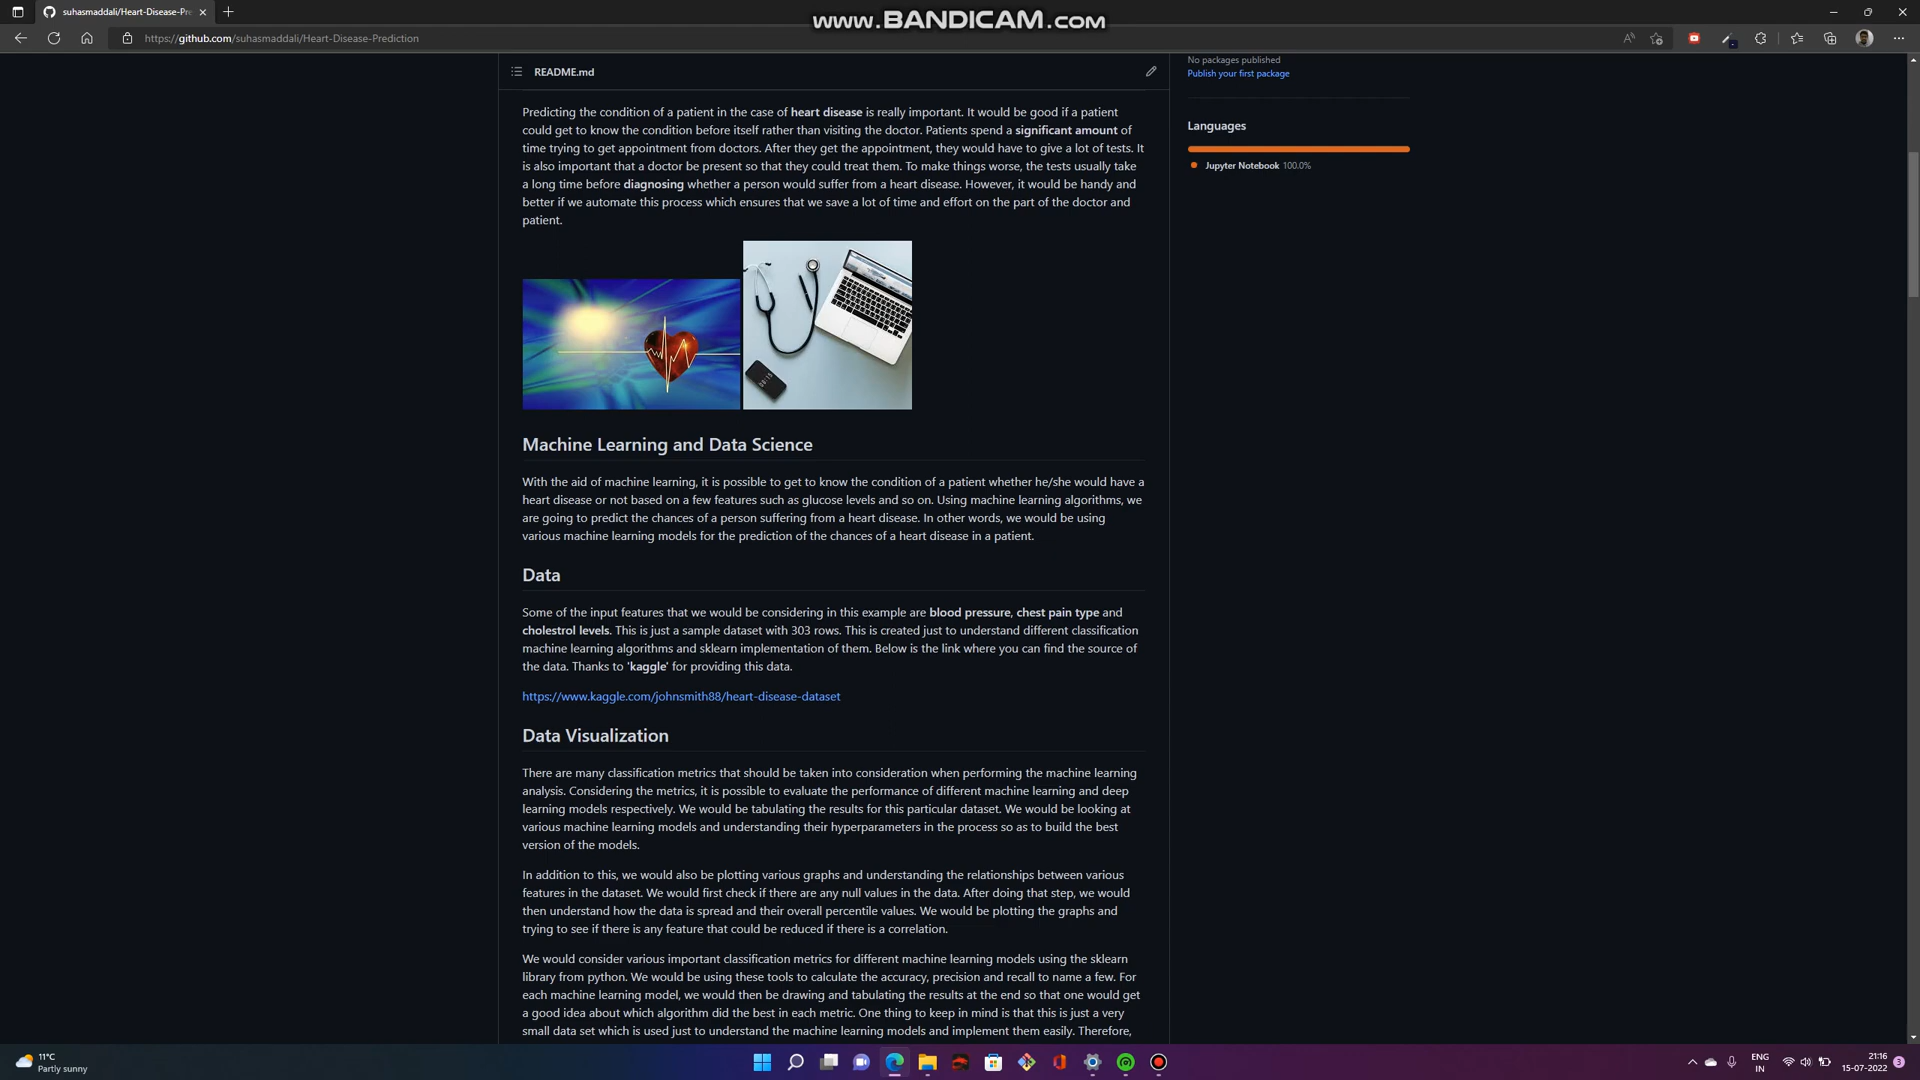 suhasmaddali/Heart-Disease-Pre
www.BANDICAM.com
https://github.com/suhasmaddali/Heart-Disease-Prediction
No packages published
Publish your first package
README.md
Languages
Jupyter Notebook 100.0%
Predicting the condition of a patient in the case of heart disease is really important. It would be good if a patient
could get to know the condition before itself rather than visiting the doctor. Patients spend a significant amount of
time trying to get appointment from doctors. After they get the appointment, they would have to give a lot of tests. It
is also important that a doctor be present so that they could treat them. To make things worse, the tests usually take
a long time before diagnosing whether a person would suffer from a heart disease. However, it would be handy and
better if we automate this process which ensures that we save a lot of time and effort on the part of the doctor and
patient.
Machine Learning and Data Science
With the aid of machine learning, it is possible to get to know the condition of a patient whether he/she would have a
heart disease or not based on a few features such as glucose levels and so on. Using machine learning algorithms, we
are going to predict the chances of a person suffering from a heart disease. In other words, we would be using
various machine learning models for the prediction of the chances of a heart disease in a patient.
Data
Some of the input features that we would be considering in this example are blood pressure, chest pain type and
cholestrol levels. This is just a sample dataset with 303 rows. This is created just to understand different classification
machine learning algorithms and sklearn implementation of them. Below is the link where you can find the source of
the data. Thanks to 'kaggle' for providing this data.
https://www.kaggle.com/johnsmith88/heart-disease-dataset
Data Visualization
There are many classification metrics that should be taken into consideration when performing the machine learning
analysis. Considering the metrics, it is possible to evaluate the performance of different machine learning and deep
learning models respectively. We would be tabulating the results for this particular dataset. We would be looking at
various machine learning models and understanding their hyperparameters in the process so as to build the best
version of the models.
In addition to this, we would also be plotting various graphs and understanding the relationships between various
features in the dataset. We would first check if there are any null values in the data. After doing that step, we would
then understand how the data is spread and their overall percentile values. We would be plotting the graphs and
trying to see if there is any feature that could be reduced if there is a correlation.
We would consider various important classification metrics for different machine learning models using the sklearn
library from python. We would be using these tools to calculate the accuracy, precision and recall to name a few. For
each machine learning model, we would then be drawing and tabulating the results at the end so that one would get
a good idea about which algorithm did the best in each metric. One thing to keep in mind is that this is just a very
small data set which is used just to understand the machine learning models and implement them easily. Therefore,
11°C
Partly sunny
ENG
IN
21:16
15-07-2022
3